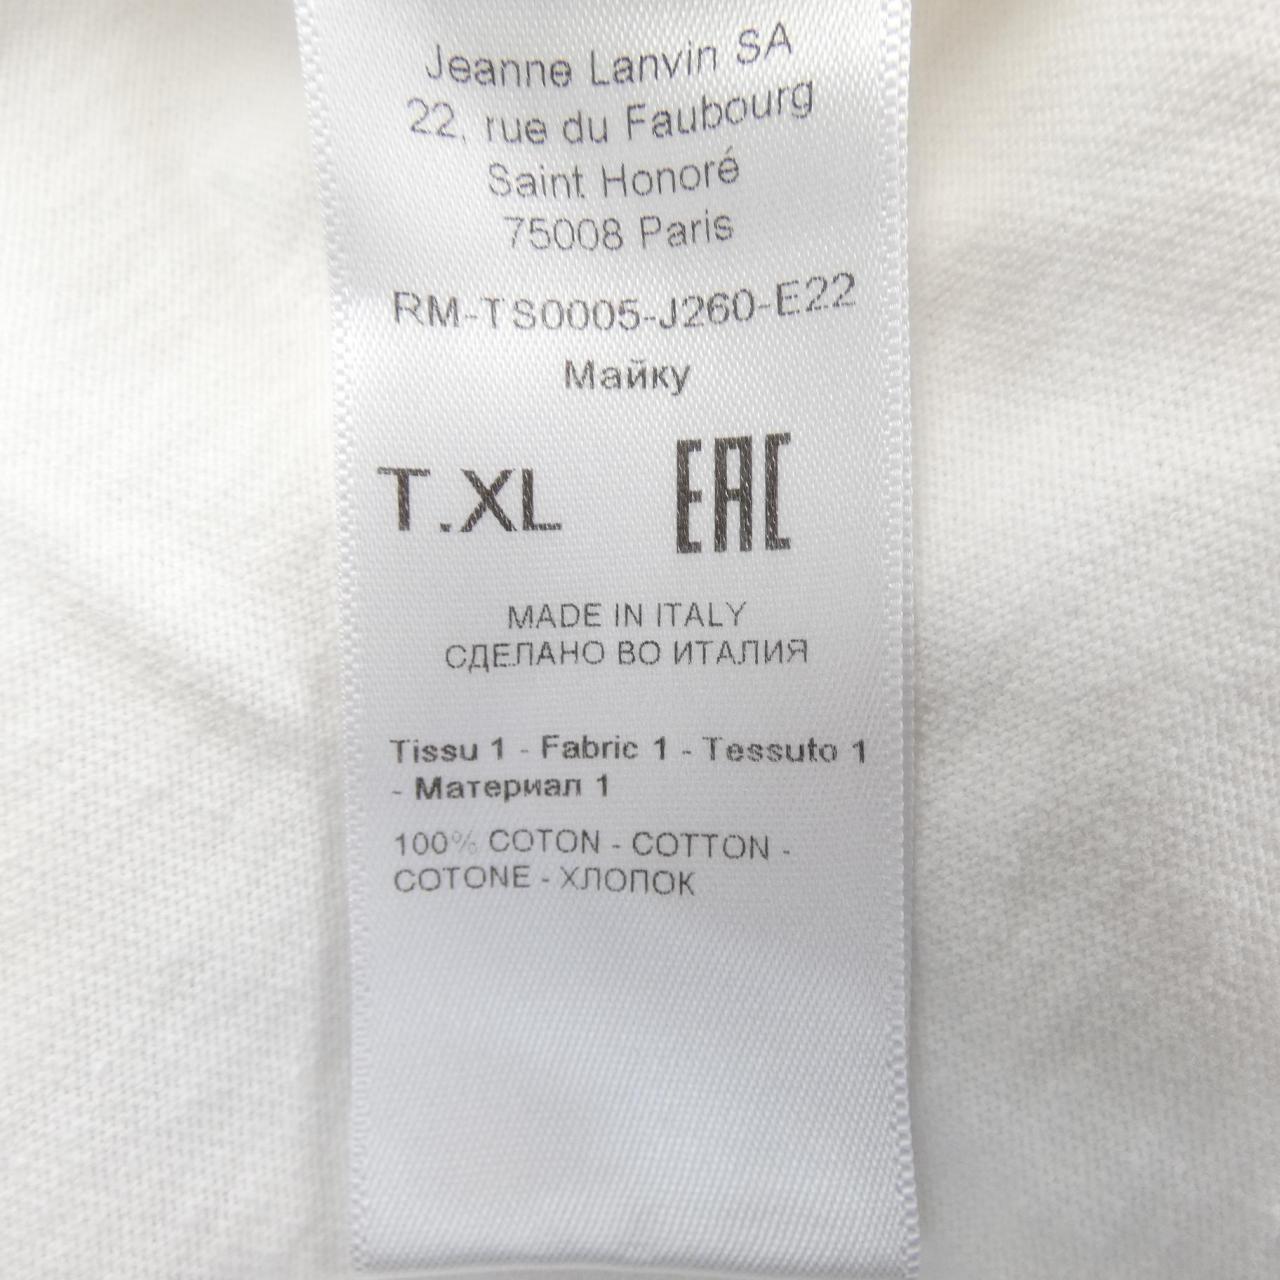 Jeanne Lanvin SA
22, rue du Faubourg
Saint Honoré
75008 Paris
RM-TS0005-J260-E22
Майку
T.XL EAC
MADE IN ITALY
СДЕЛАНО ВО ИТАЛИЯ
Tissu 1 - Fabric 1 - Tessuto 1
- Материал 1
100% COTON - COTTON -
COTONE - ХЛОПОК